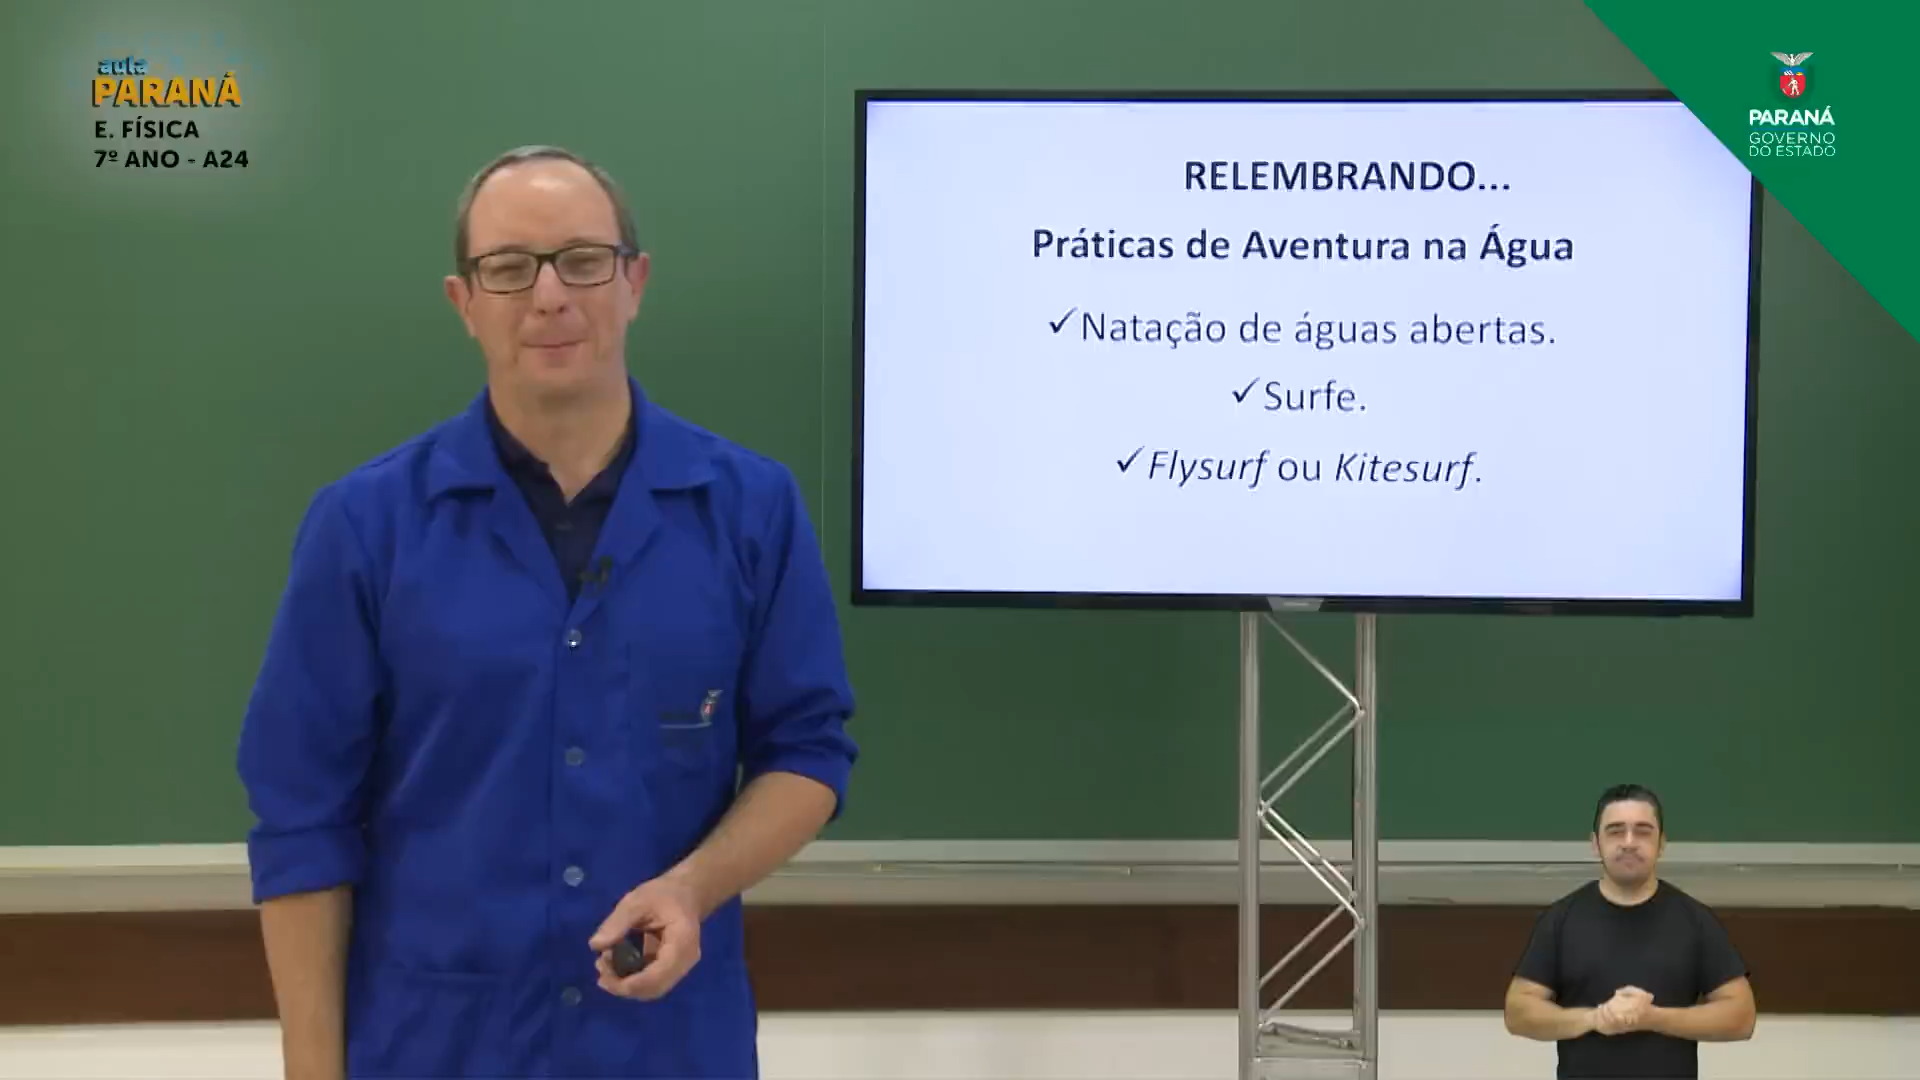 aula
PARANÁ
E. FÍSICA
7º ANO - A24
RELEMBRANDO...
Práticas de Aventura na Água
✓Natação de águas abertas.
✓Surfe.
✓Flysurf ou Kitesurf.
PARANÁ
GOVERNO
DO ESTADO